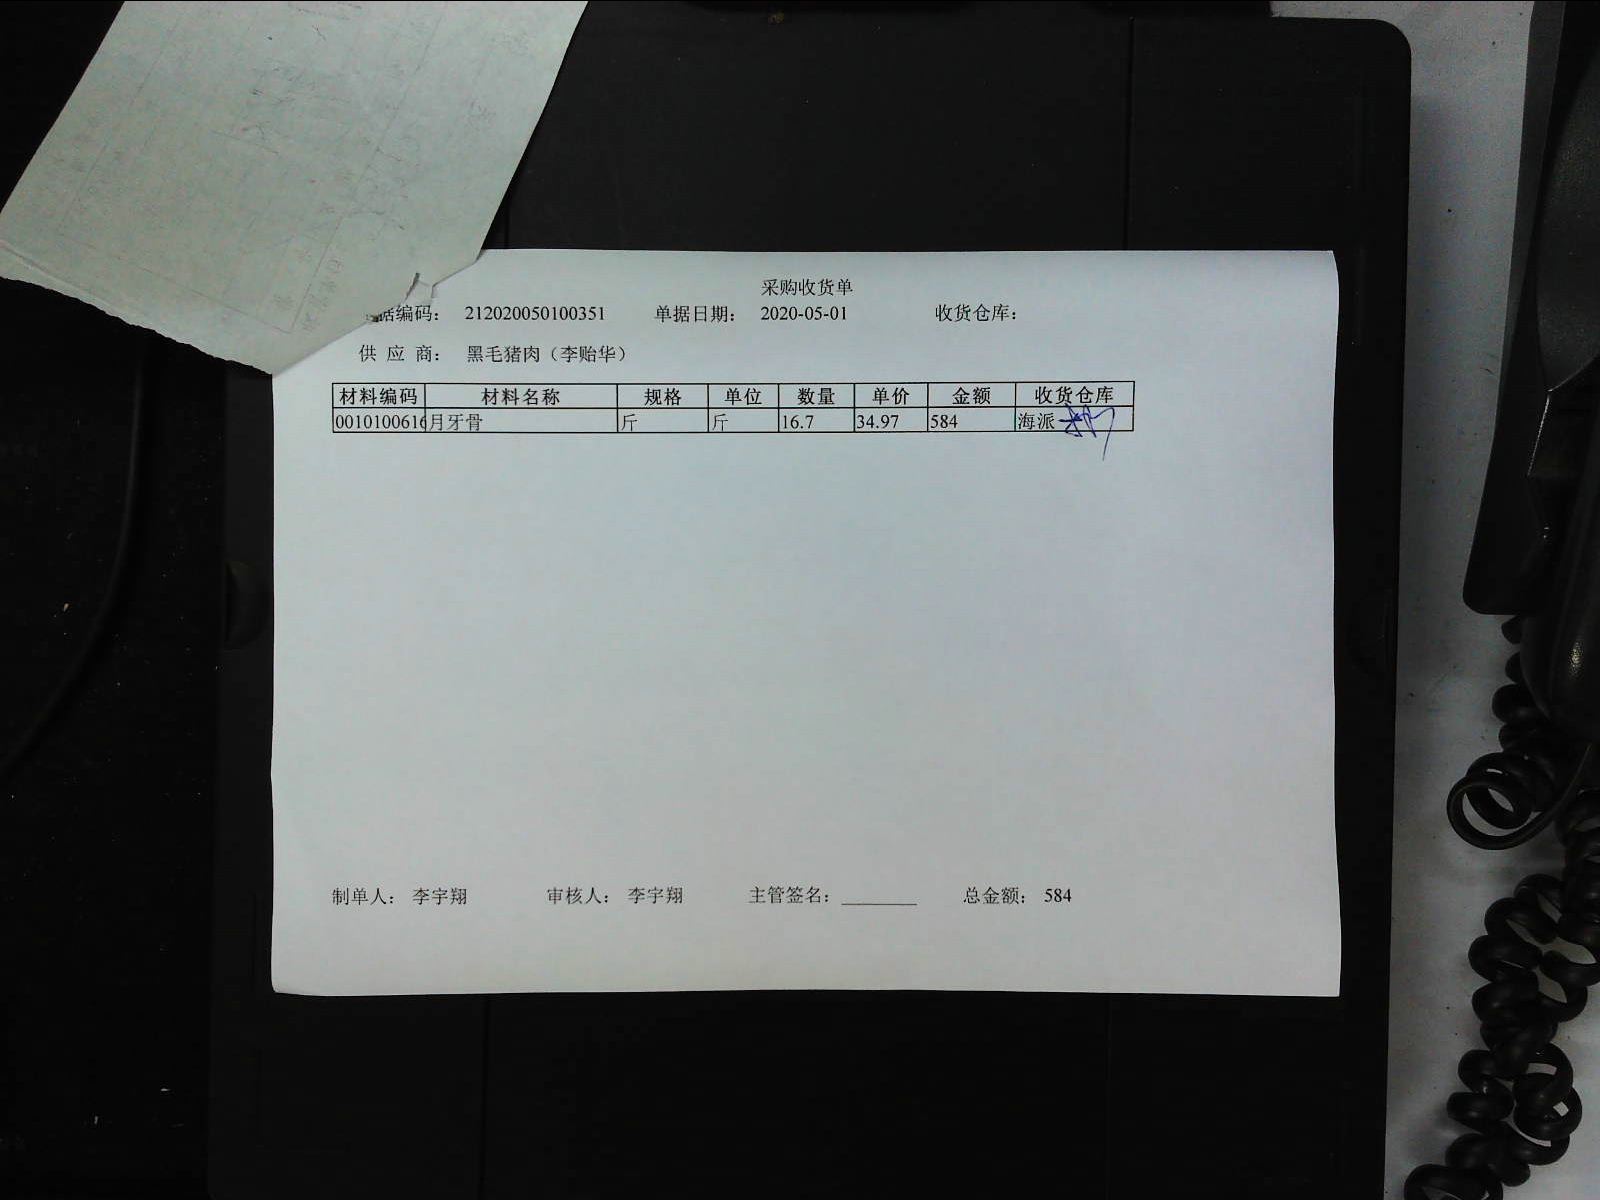 采购收货单
据编码： 212020050100351 单据日期： 2020-05-01 收货仓库：
供 应 商： 黑毛猪肉（李贻华）
材料编码 材料名称 规格 单位 数量 单价 金额 收货仓库
0010100616 月牙骨 斤 斤 16.7 34.97 584 海派
制单人： 李宇翔 审核人： 李宇翔 主管签名： 总金额： 584